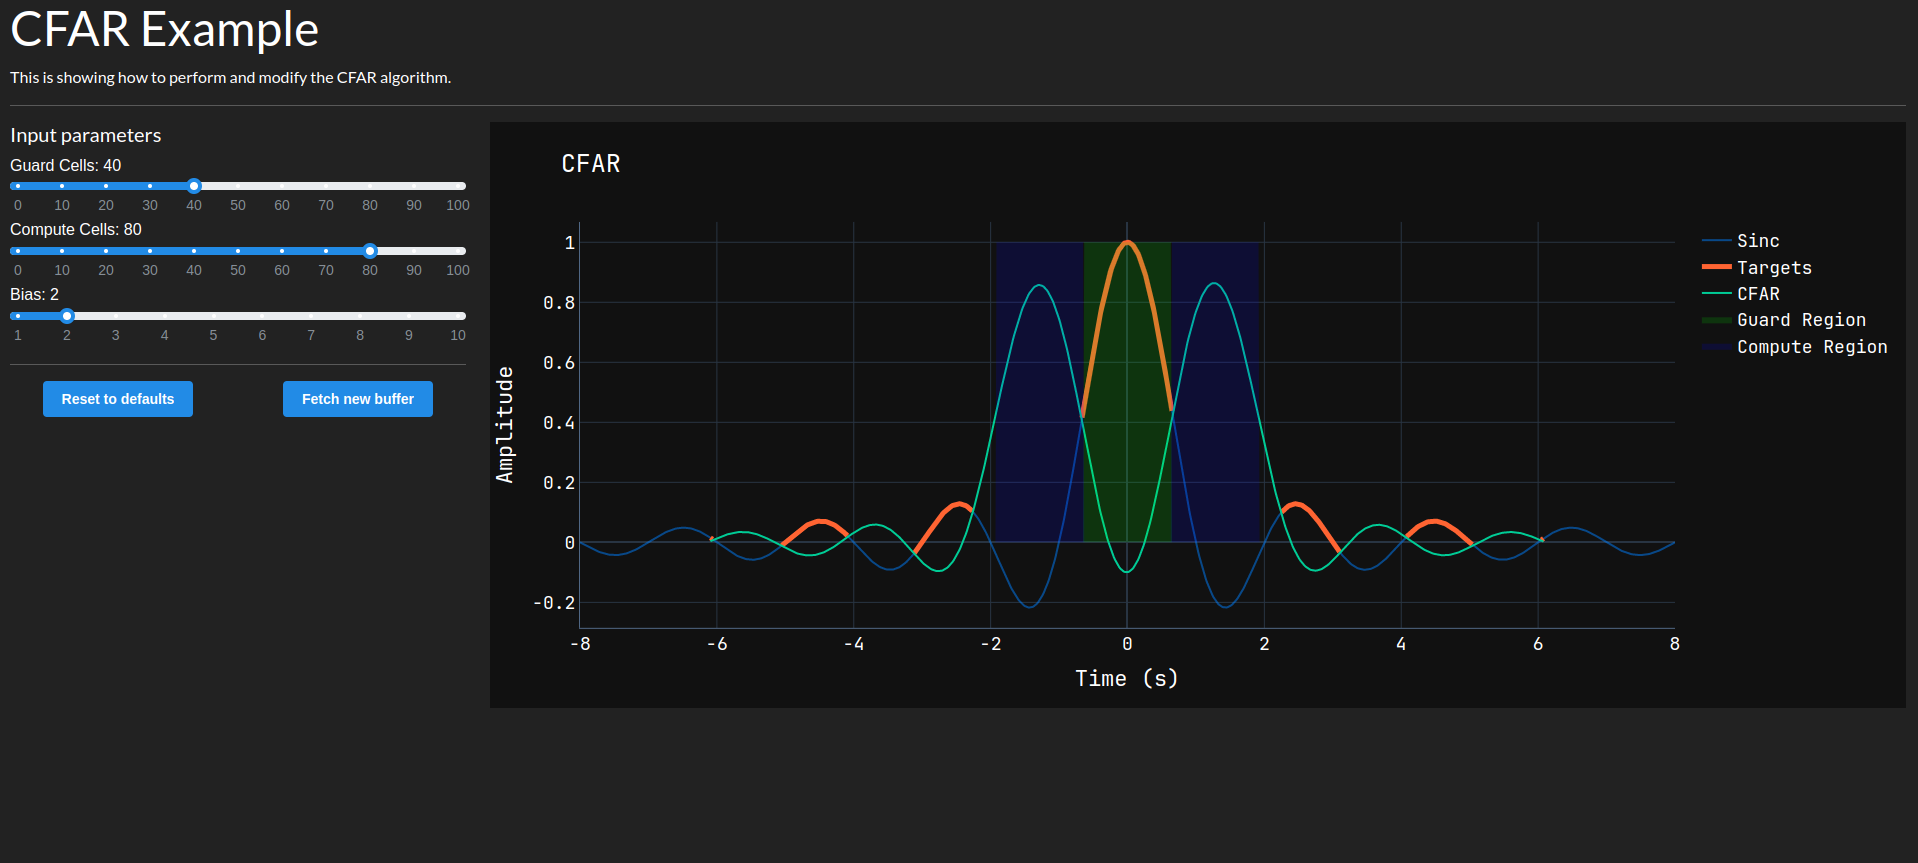 CFAR Example
This is showing how to perform and modify the CFAR algorithm.
Input parameters
Guard Cells: 40
0 10 20 30 40 50 60 70 80 90 100
Compute Cells: 80
0 10 20 30 40 50 60 70 80 90 100
Bias: 2
1 2 3 4 5 6 7 8 9 10
Reset to defaults
Fetch new buffer
CFAR
Amplitude
1
0.8
0.6
0.4
0.2
0
-0.2
-8 -6 -4 -2 0 2 4 6 8
Time (s)
Sinc
Targets
CFAR
Guard Region
Compute Region